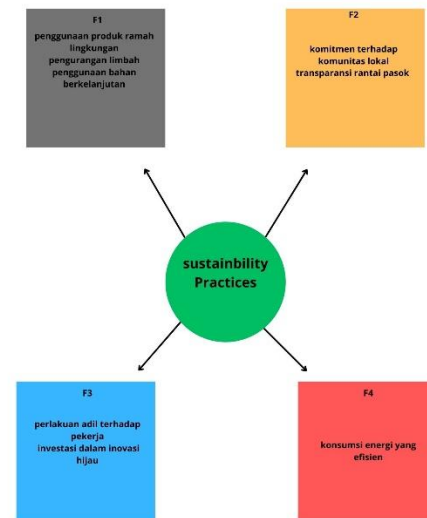 F1
penggunaan produk ramah
lingkungan
pengurangan limbah
penggunaan bahan
berkelanjutan
F2
komitmen terhadap
komunitas lokal
transparansi rantai pasok
sustainbility
Practices
F3
perlakuan adil terhadap
pekerja
investasi dalam inovasi
hijau
F4
konsumsi energi yang
efisien